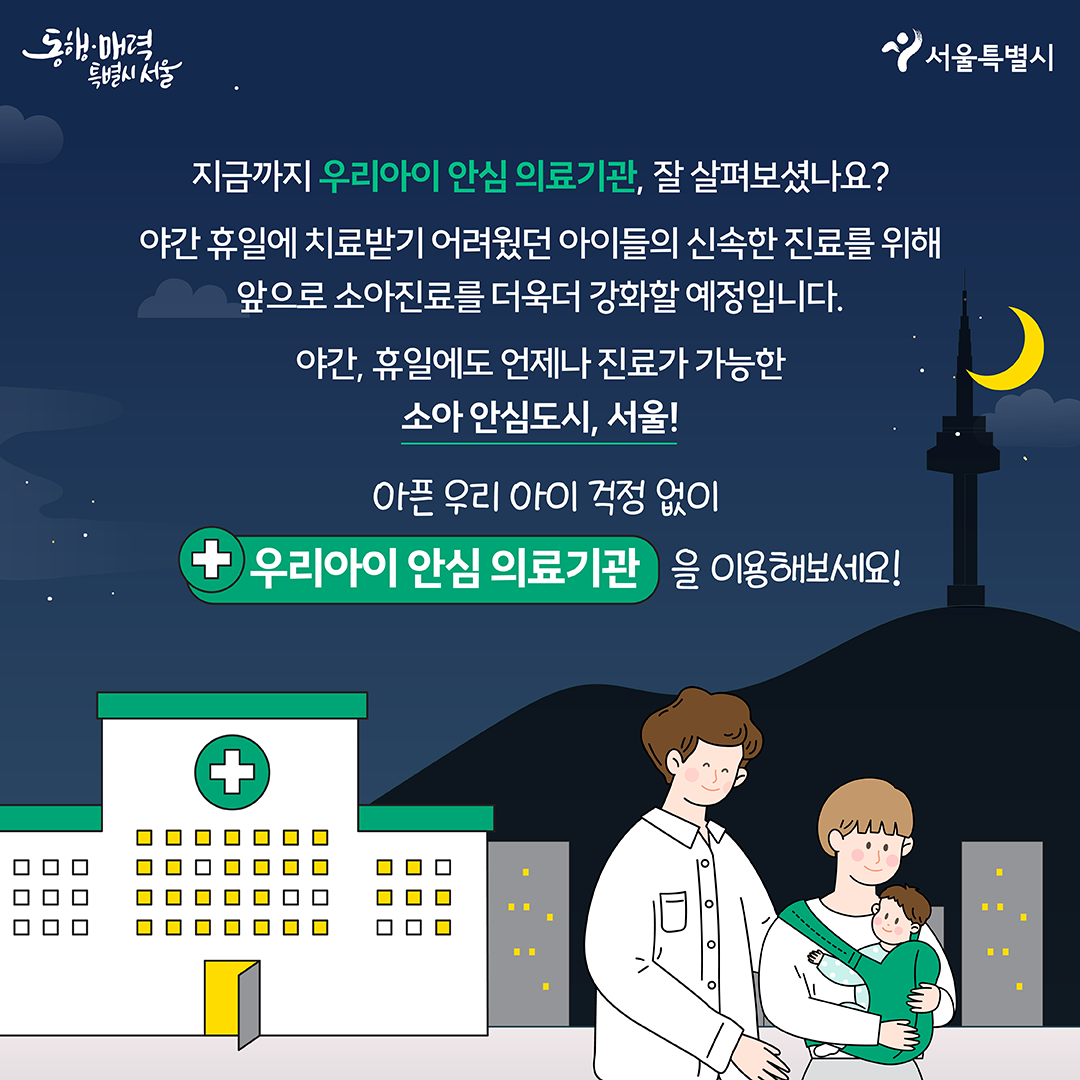 동행·매력
특별시 서울
서울특별시
지금까지 우리아이 안심 의료기관, 잘 살펴보셨나요?
야간 휴일에 치료받기 어려웠던 아이들의 신속한 진료를 위해
앞으로 소아진료를 더욱더 강화할 예정입니다.
야간, 휴일에도 언제나 진료가 가능한
소아 안심도시, 서울!
아픈 우리 아이 걱정 없이
우리아이 안심 의료기관 을 이용해보세요!